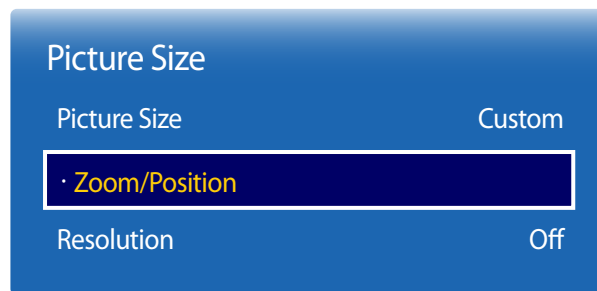 Picture Size
Picture Size Custom
· Zoom/Position
Resolution Off